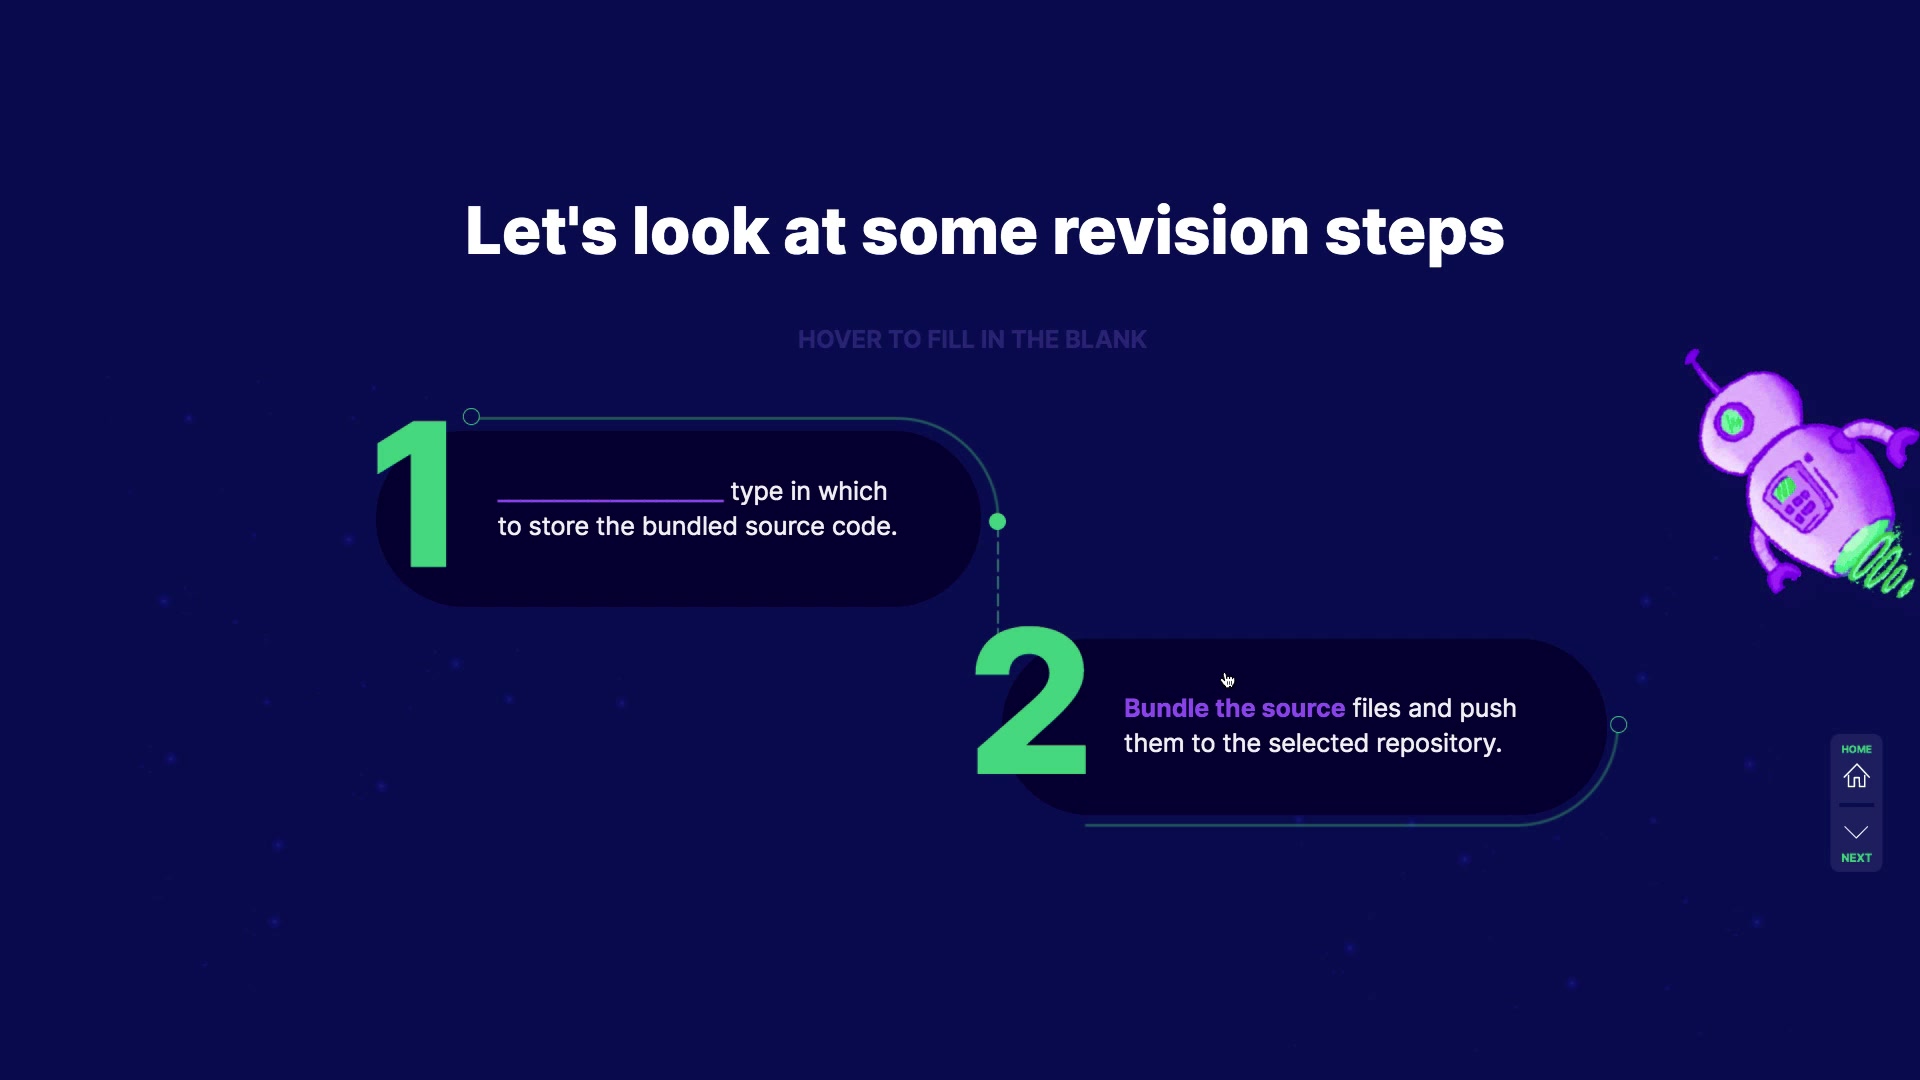 Let's look at some revision steps
HOVER TO FILL IN THE BLANK
1
_________________ type in which
to store the bundled source code.
2
Bundle the source files and push
them to the selected repository.
HOME
NEXT